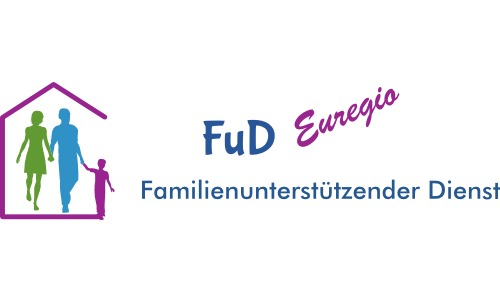 FuD Euregio
Familienunterstützender Dienst